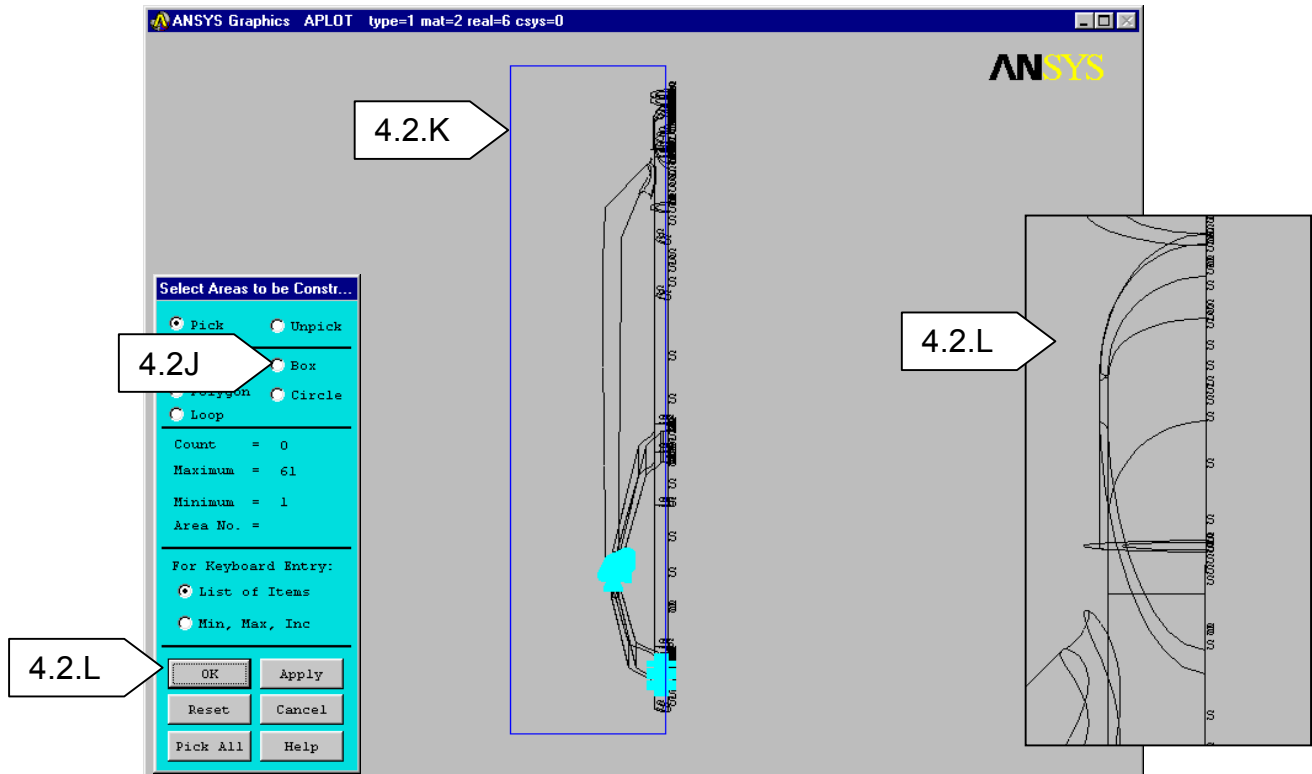 ANSYS Graphics APLOT type=1 mat=2 real=6 csys=0
ANSYS
4.2.K
Select Areas to be Constr...
Pick Unpick
4.2J
Box
Polygon Circle
Loop
Count = 0
Maximum = 61
Minimum = 1
Area No. =
For Keyboard Entry:
List of Items
Min, Max, Inc
4.2.L
OK Apply
Reset Cancel
Pick All Help
4.2.L